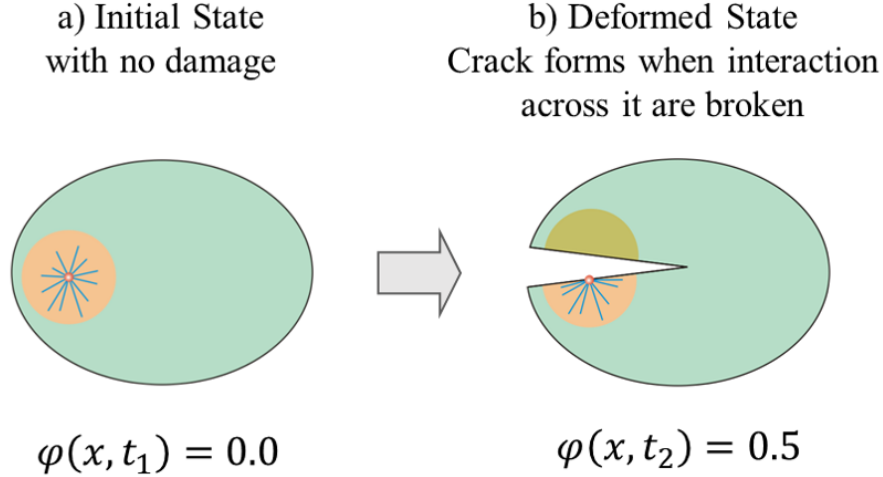 a) Initial State
with no damage
b) Deformed State
Crack forms when interaction
across it are broken
φ(x, t₁) = 0.0
φ(x, t₂) = 0.5